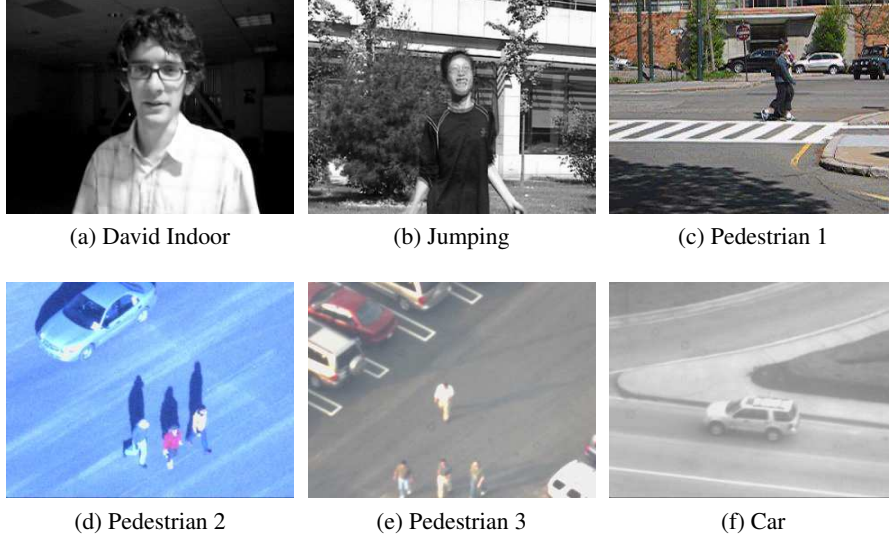 (a) David Indoor
(b) Jumping
(c) Pedestrian 1
(d) Pedestrian 2
(e) Pedestrian 3
(f) Car